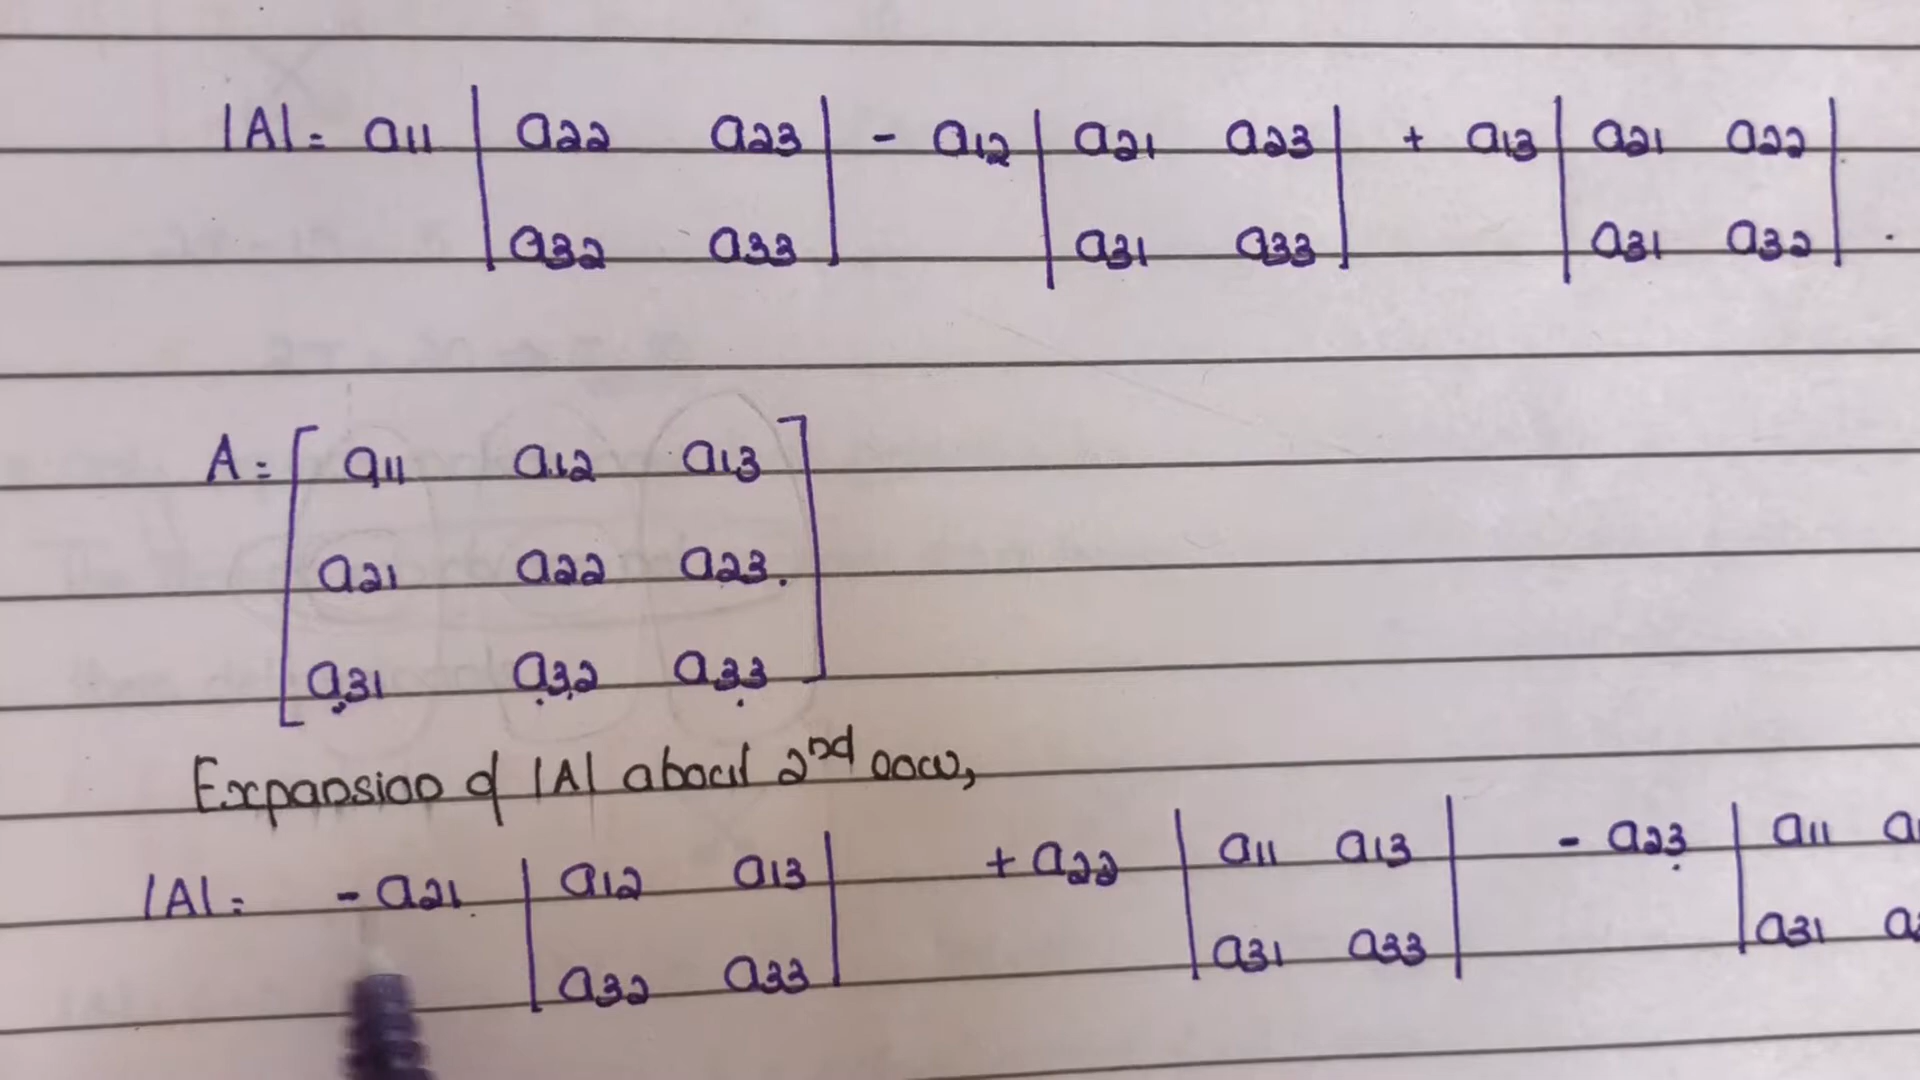 |A| = a11 | a22 a23 | - a12 | a21 a23 | + a13 | a21 a22 |
| a32 a33 | | a31 a33 | | a31 a32 | .
A = [ a11 a12 a13 ]
a21 a22 a23.
a31 a32 a33
Expansion of |A| about 2nd row,
|A| = - a21 | a12 a13 | + a22 | a11 a13 | - a23 | a11 a
| a32 a33 | | a31 a33 | | a31 a